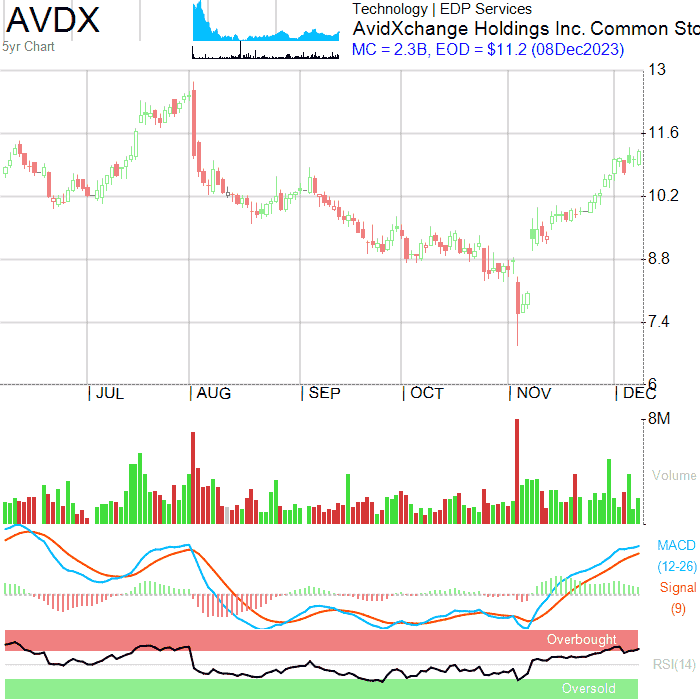 AVDX
5yr Chart
Technology | EDP Services
AvidXchange Holdings Inc. Common Sto
MC = 2.3B, EOD = $11.2 (08Dec2023)
13
11.6
10.2
8.8
7.4
6
| JUL | AUG | SEP | OCT | NOV | DEC
8M
Volume
MACD
(12-26)
Signal
(9)
Overbought
RSI(14)
Oversold